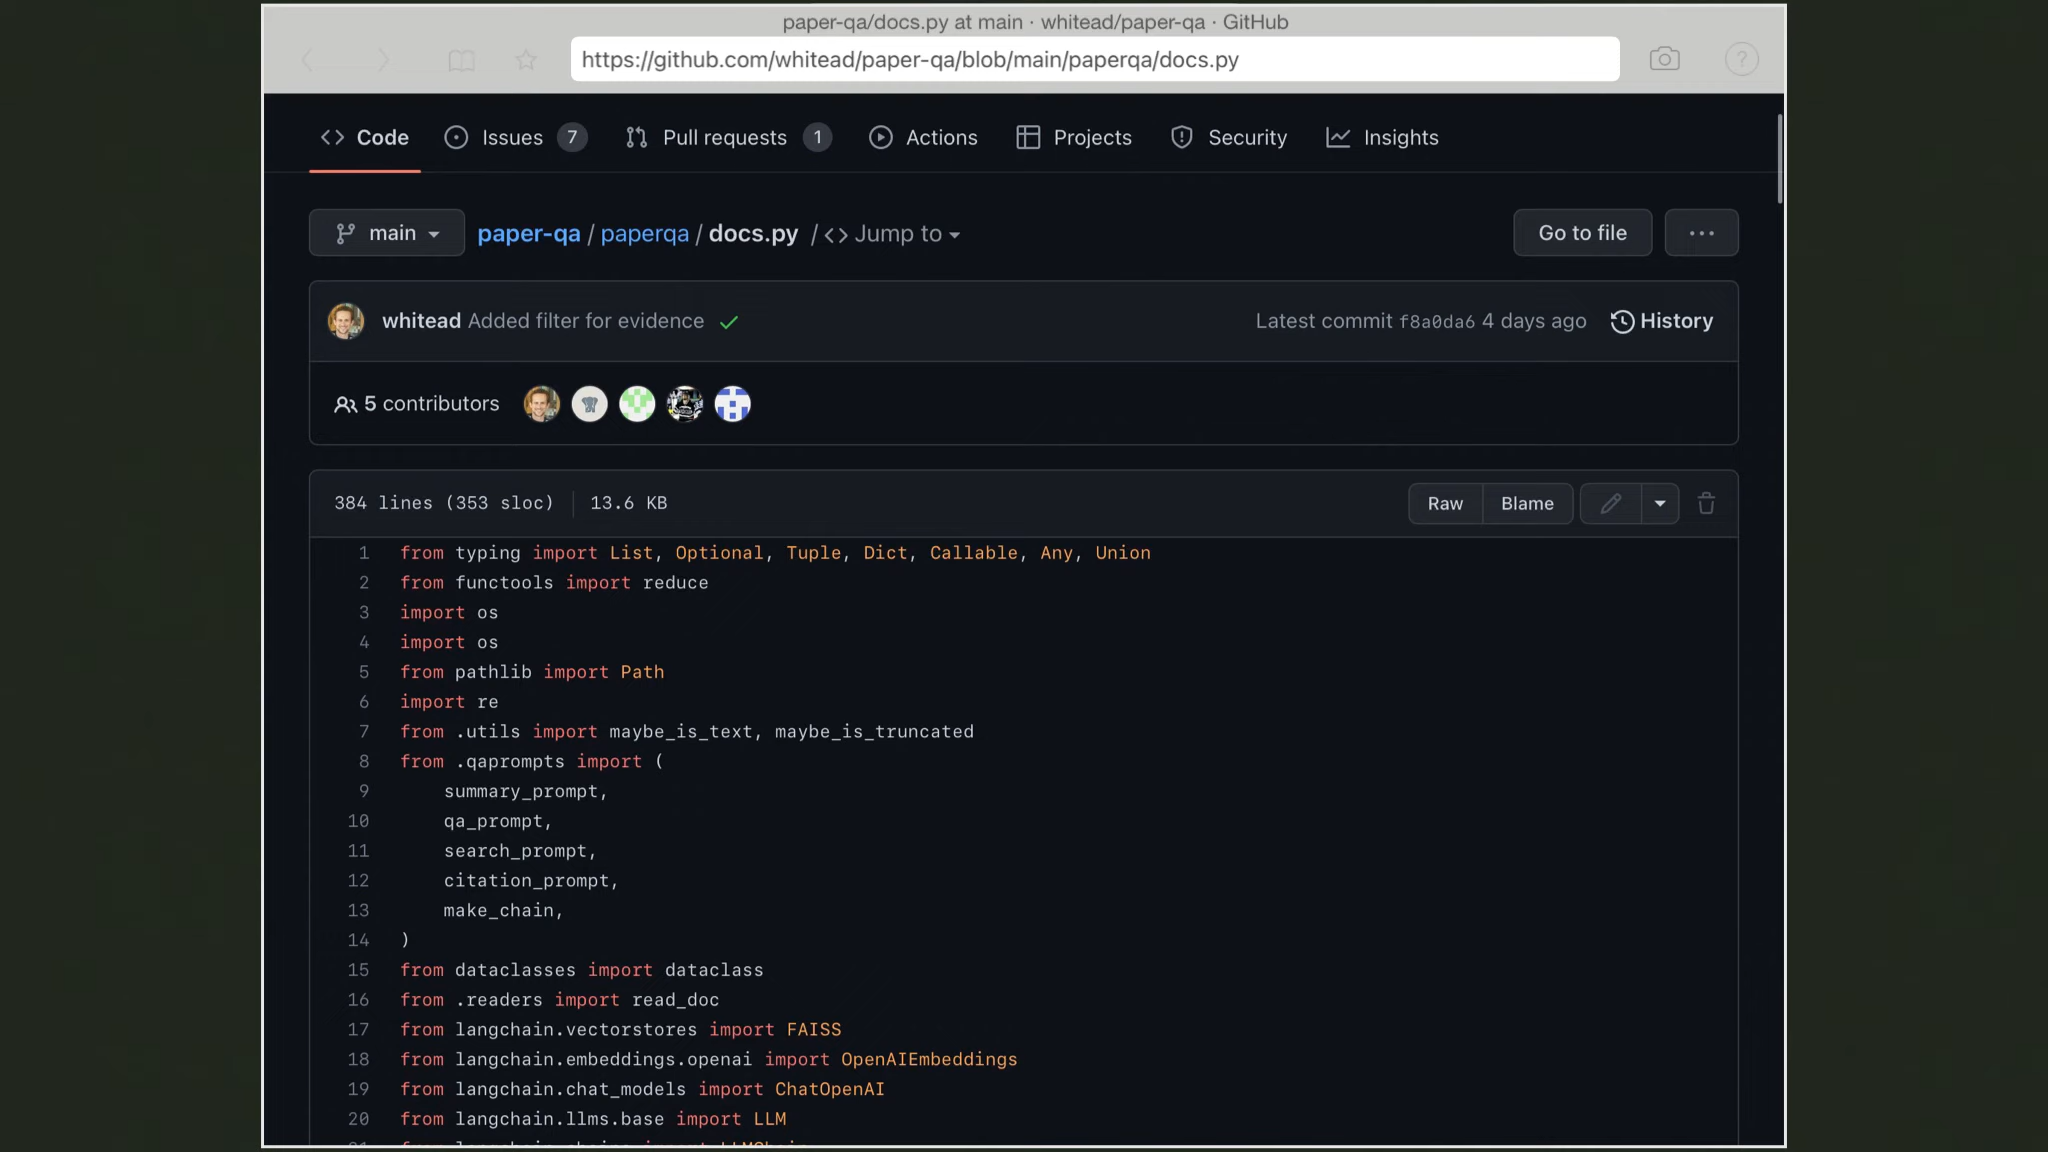 paper-qa/docs.py at main · whitead/paper-qa · GitHub
https://github.com/whitead/paper-qa/blob/main/paperqa/docs.py
Code Issues 7 Pull requests 1 Actions Projects Security Insights
main paper-qa / paperqa / docs.py / Jump to Go to file
whitead Added filter for evidence Latest commit f8a0da6 4 days ago History
5 contributors
384 lines (353 sloc) 13.6 KB Raw Blame
1 from typing import List, Optional, Tuple, Dict, Callable, Any, Union
2 from functools import reduce
3 import os
4 import os
5 from pathlib import Path
6 import re
7 from .utils import maybe_is_text, maybe_is_truncated
8 from .qaprompts import (
9 summary_prompt,
10 qa_prompt,
11 search_prompt,
12 citation_prompt,
13 make_chain,
14 )
15 from dataclasses import dataclass
16 from .readers import read_doc
17 from langchain.vectorstores import FAISS
18 from langchain.embeddings.openai import OpenAIEmbeddings
19 from langchain.chat_models import ChatOpenAI
20 from langchain.llms.base import LLM